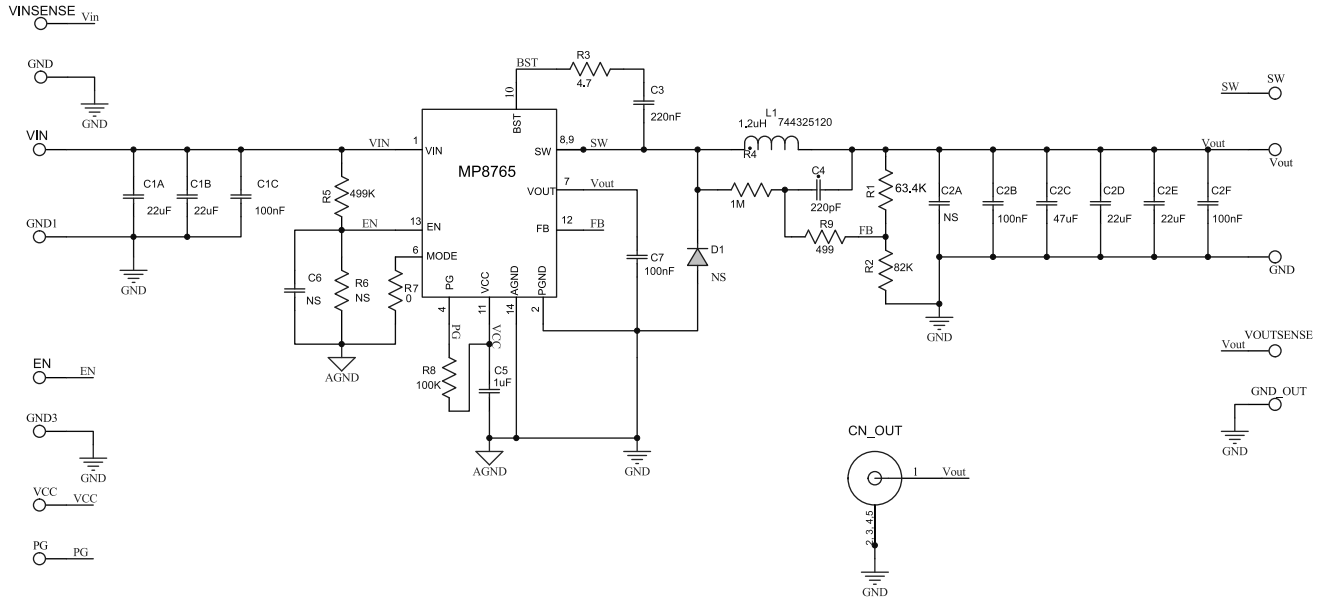 VINSENSE
Vin
GND
GND
VIN
VIN
C1A
22uF
C1B
22uF
C1C
100nF
R5
499K
GND1
GND
EN
C6
NS
R6
NS
R7
0
AGND
EN
EN
GND3
GND
VCC
VCC
PG
PG
BST
R3
4.7
10
C3
220nF
BST
1
VIN
MP8765
SW
8,9
SW
7
VOUT
Vout
12
FB
FB
13
EN
6
MODE
PG
VCC
AGND
PGND
4
11
14
2
PG
VCC
R8
100K
C5
1uF
AGND
C7
100nF
GND
D1
NS
L1
1.2uH
744325120
R4
1M
C4
220pF
R9
499
FB
R1
63,4K
R2
82K
C2A
NS
C2B
100nF
C2C
47uF
C2D
22uF
C2E
22uF
C2F
100nF
GND
SW
SW
Vout
Vout
GND
VOUTSENSE
Vout
GND_OUT
GND
CN_OUT
1
Vout
2, 3, 4,5
GND